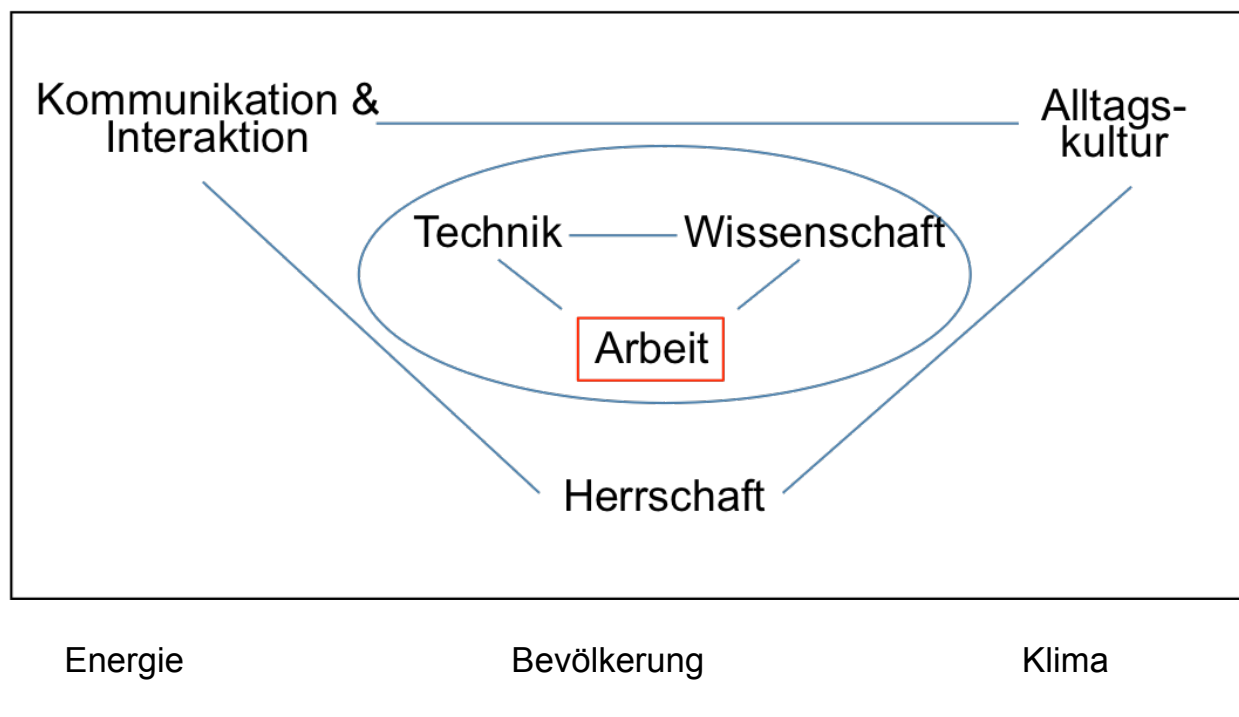 Kommunikation &
Interaktion
Alltags-
kultur
Technik
Wissenschaft
Arbeit
Herrschaft
Energie
Bevölkerung
Klima